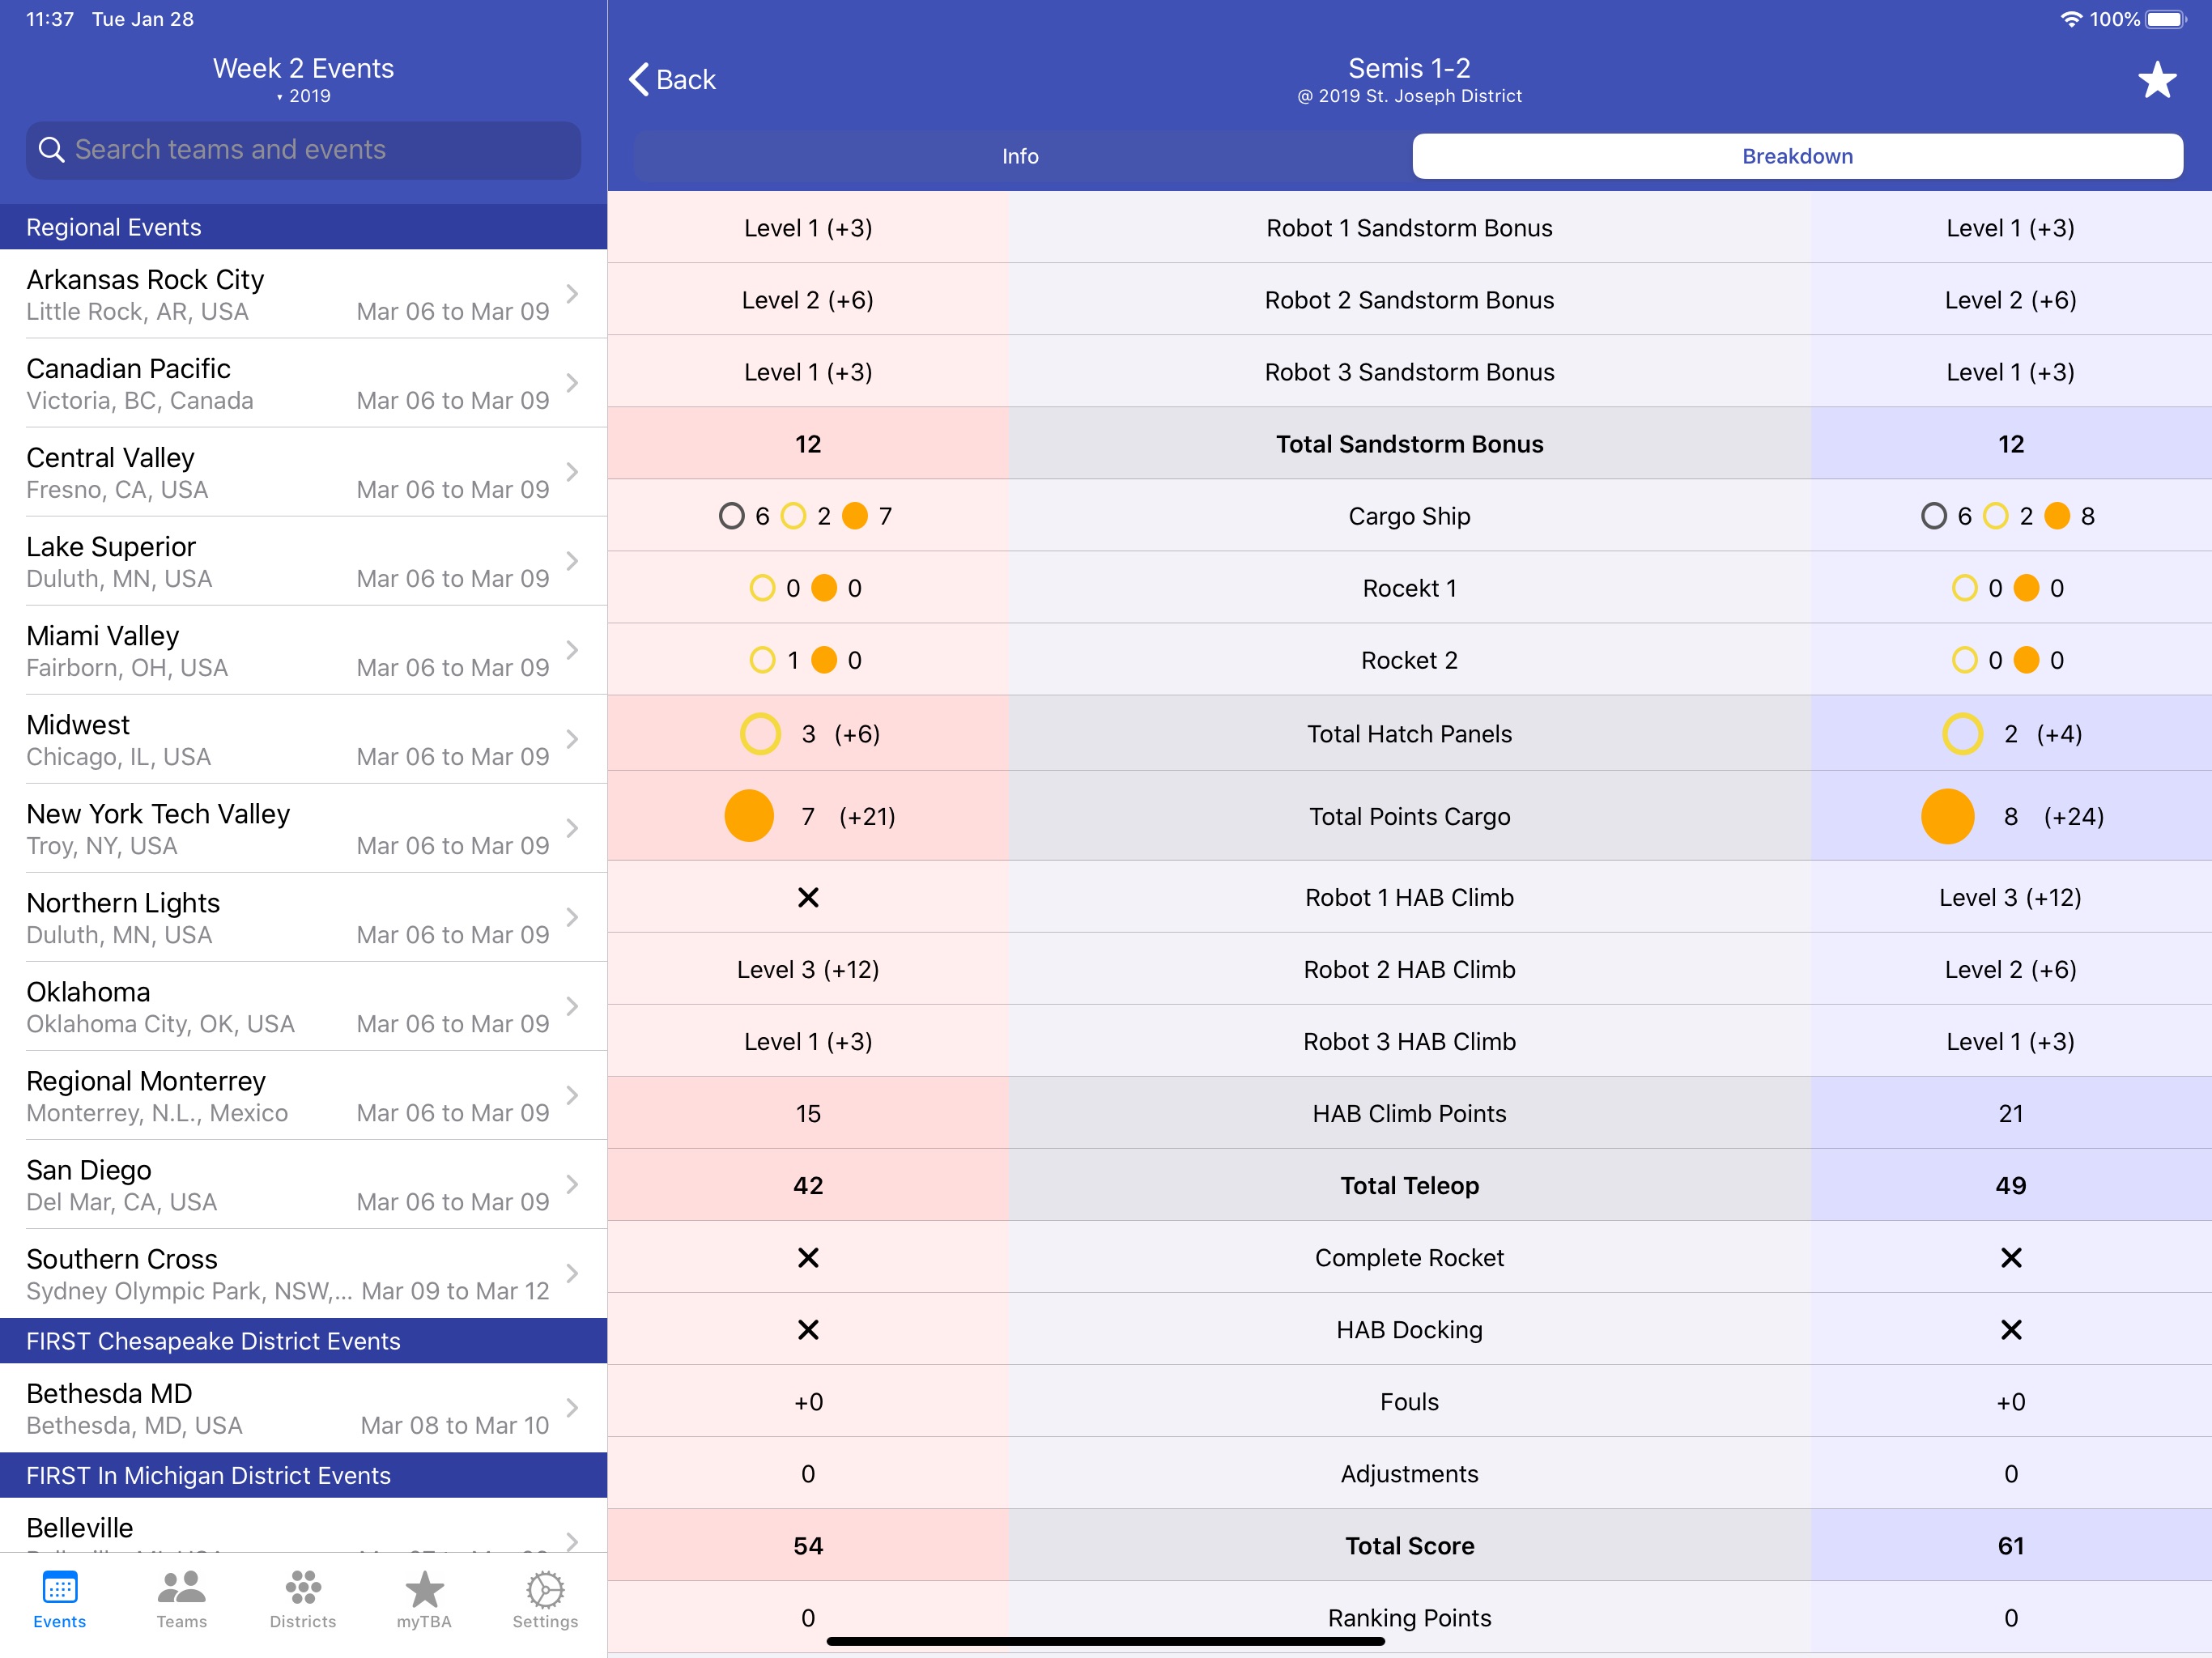 11:37 Tue Jan 28
100%
Week 2 Events
▾ 2019
Search teams and events
Regional Events
Arkansas Rock City
Little Rock, AR, USA Mar 06 to Mar 09
Canadian Pacific
Victoria, BC, Canada Mar 06 to Mar 09
Central Valley
Fresno, CA, USA Mar 06 to Mar 09
Lake Superior
Duluth, MN, USA Mar 06 to Mar 09
Miami Valley
Fairborn, OH, USA Mar 06 to Mar 09
Midwest
Chicago, IL, USA Mar 06 to Mar 09
New York Tech Valley
Troy, NY, USA Mar 06 to Mar 09
Northern Lights
Duluth, MN, USA Mar 06 to Mar 09
Oklahoma
Oklahoma City, OK, USA Mar 06 to Mar 09
Regional Monterrey
Monterrey, N.L., Mexico Mar 06 to Mar 09
San Diego
Del Mar, CA, USA Mar 06 to Mar 09
Southern Cross
Sydney Olympic Park, NSW,... Mar 09 to Mar 12
FIRST Chesapeake District Events
Bethesda MD
Bethesda, MD, USA Mar 08 to Mar 10
FIRST In Michigan District Events
Belleville
Events Teams Districts myTBA Settings
Back
Semis 1-2
@ 2019 St. Joseph District
Info Breakdown
Level 1 (+3) Robot 1 Sandstorm Bonus Level 1 (+3)
Level 2 (+6) Robot 2 Sandstorm Bonus Level 2 (+6)
Level 1 (+3) Robot 3 Sandstorm Bonus Level 1 (+3)
12 Total Sandstorm Bonus 12
6 2 7 Cargo Ship 6 2 8
0 0 Rocekt 1 0 0
1 0 Rocket 2 0 0
3 (+6) Total Hatch Panels 2 (+4)
7 (+21) Total Points Cargo 8 (+24)
Robot 1 HAB Climb Level 3 (+12)
Level 3 (+12) Robot 2 HAB Climb Level 2 (+6)
Level 1 (+3) Robot 3 HAB Climb Level 1 (+3)
15 HAB Climb Points 21
42 Total Teleop 49
Complete Rocket
HAB Docking
+0 Fouls +0
0 Adjustments 0
54 Total Score 61
0 Ranking Points 0